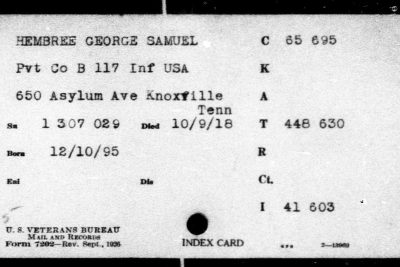 HEMBREE GEORGE SAMUEL C 65 695
Pvt Co B 117 Inf USA K
650 Asylum Ave Knoxville A
Tenn
Sn 1 307 029 Died 10/9/18 T 448 630
Born 12/10/95 R
Enl Dis Ct.
I 41 603
5
U. S. VETERANS BUREAU
MAIL AND RECORDS
Form 7202—Rev. Sept., 1926 INDEX CARD